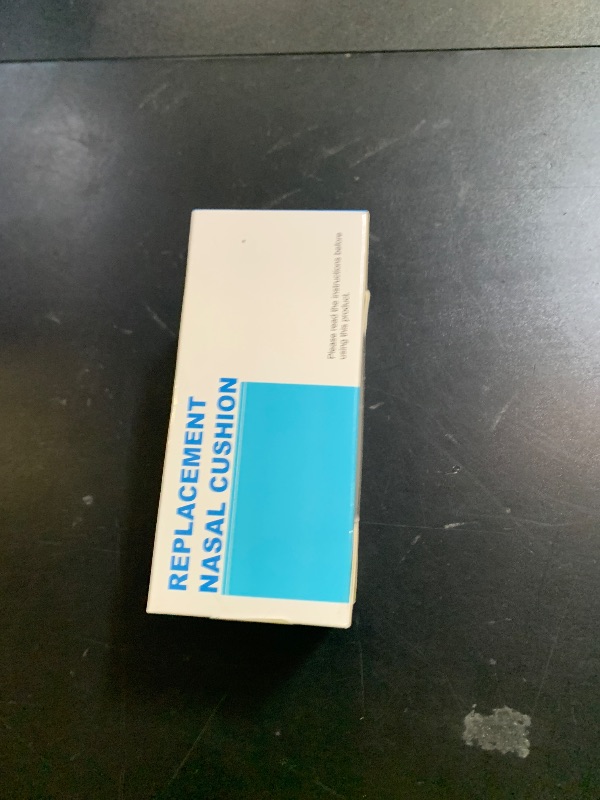 REPLACEMENT
NASAL CUSHION
Please read the instructions before
using this product.